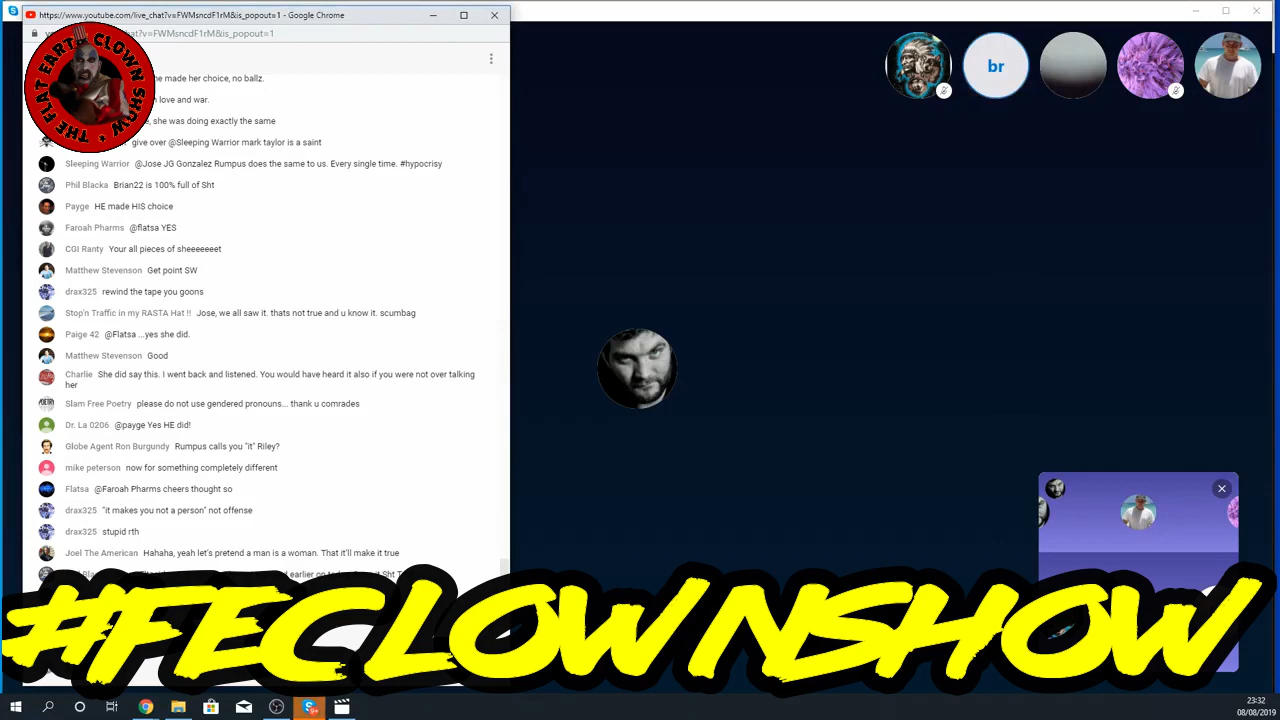 https://www.youtube.com/live_chat?v=FWMsncdF1rM&is_popout=1 - Google Chrome
chat?v=FWMsncdF1rM&is_popout=1
THE FLAT EARTH CLOWN SHOW
br
me made her choice, no ballz.
love and war.
she was doing exactly the same
give over @Sleeping Warrior mark taylor is a saint
Sleeping Warrior @Jose JG Gonzalez Rumpus does the same to us. Every single time. #hypocrisy
Phil Blacka Brian22 is 100% full of Sht
Payge HE made HIS choice
Faroah Pharms @flatsa YES
CGI Ranty Your all pieces of sheeeeeeet
Matthew Stevenson Get point SW
drax325 rewind the tape you goons
Stop'n Traffic in my RASTA Hat !! Jose, we all saw it. thats not true and u know it. scumbag
Paige 42 @Flatsa ...yes she did.
Matthew Stevenson Good
Charlie She did say this. I went back and listened. You would have heard it also if you were not over talking
her
Slam Free Poetry please do not use gendered pronouns... thank u comrades
Dr. La 0206 @payge Yes HE did!
Globe Agent Ron Burgundy Rumpus calls you "it" Riley?
mike peterson now for something completely different
Flatsa @Faroah Pharms cheers thought so
drax325 "it makes you not a person" not offense
drax325 stupid rth
Joel The American Hahaha, yeah let's pretend a man is a woman. That it'll make it true
#FECLOWNSHOW
23:32
08/08/2019